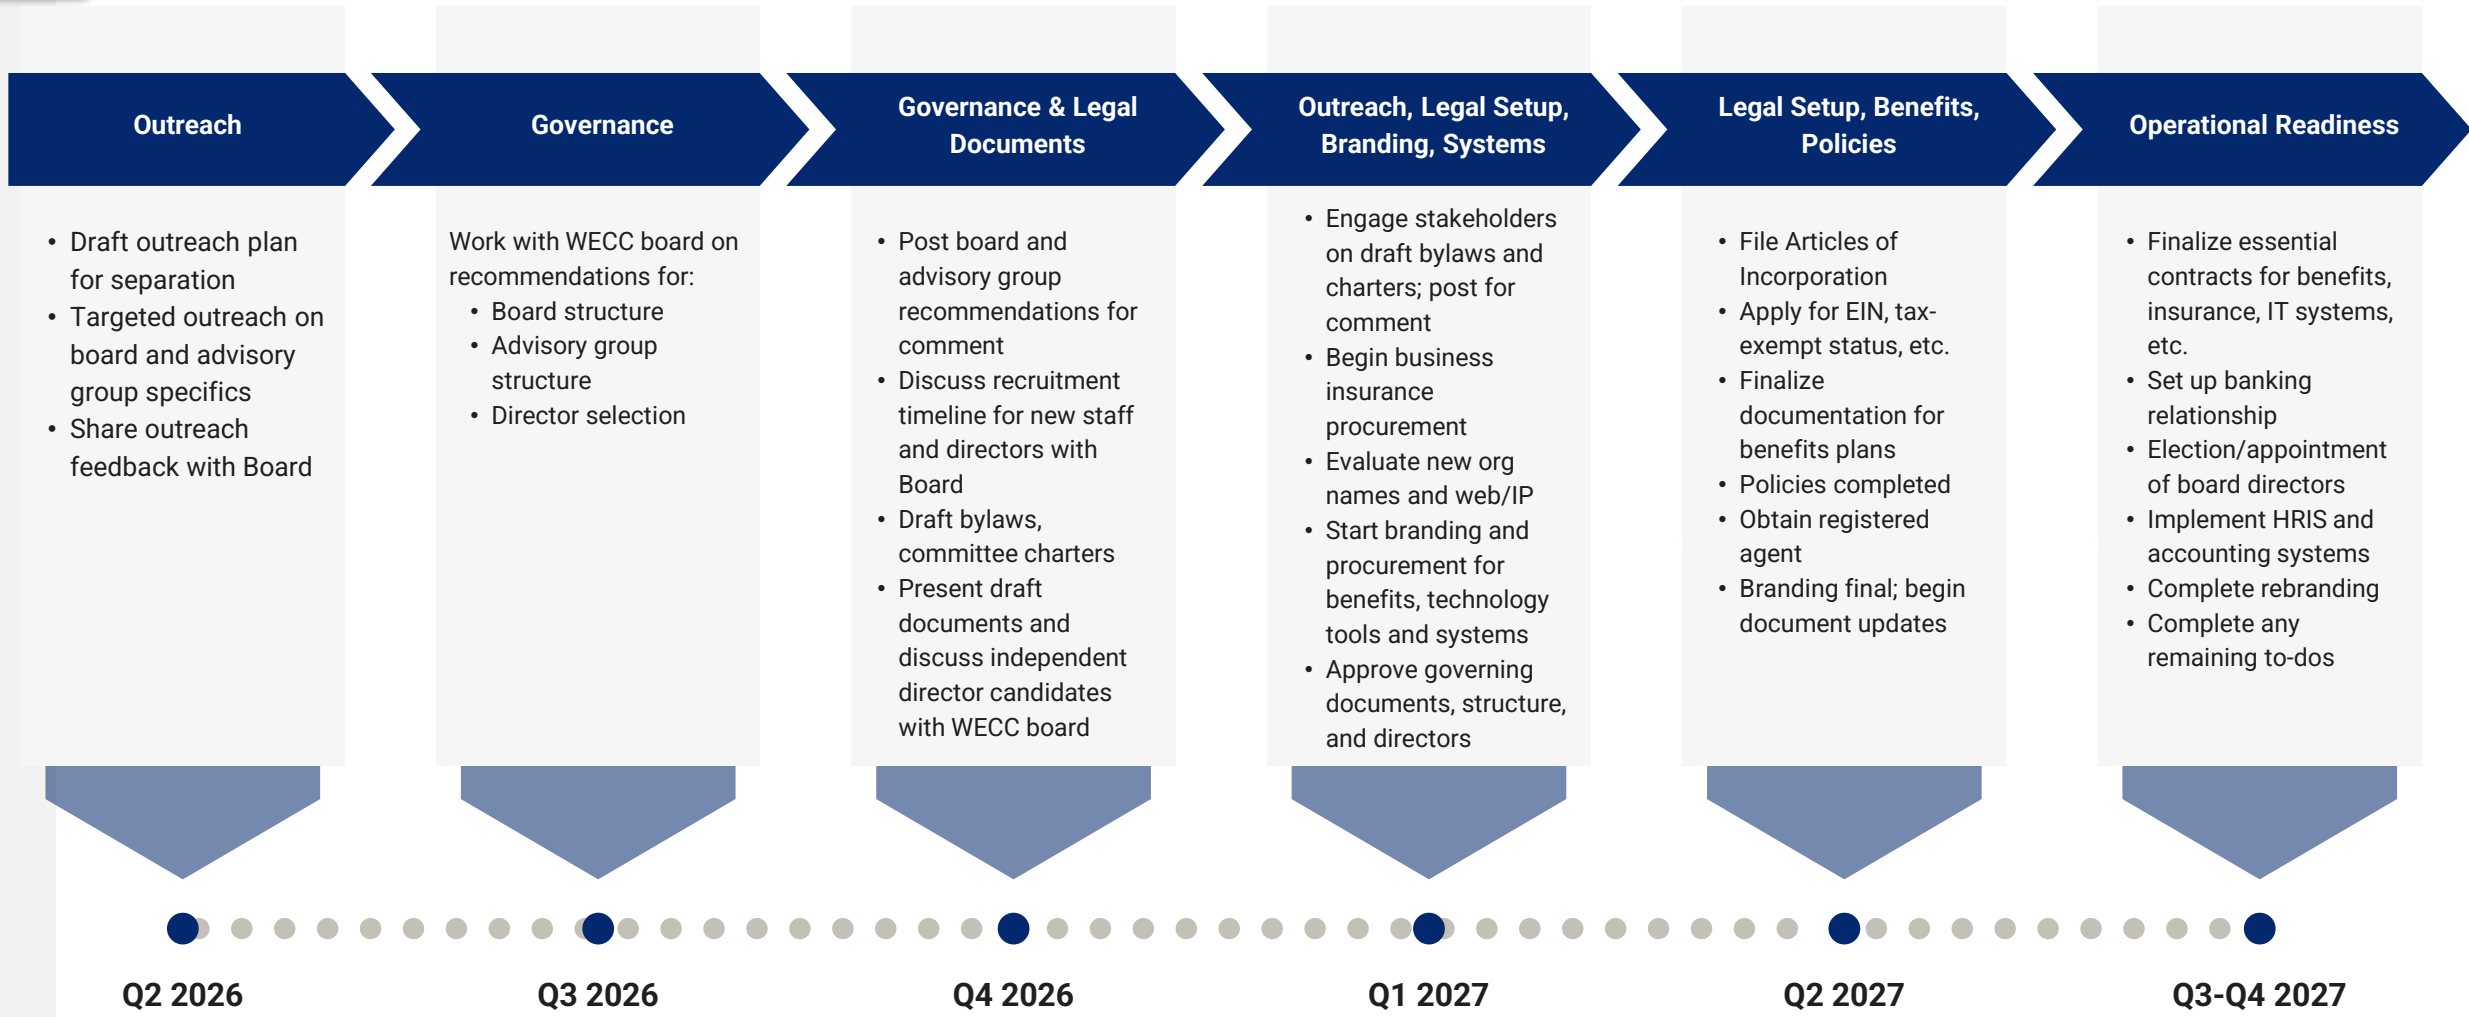 Outreach
Governance
Governance & Legal
Documents
Outreach, Legal Setup,
Branding, Systems
Legal Setup, Benefits,
Policies
Operational Readiness
• Draft outreach plan
for separation
• Targeted outreach on
board and advisory
group specifics
• Share outreach
feedback with Board
Work with WECC board on
recommendations for:
• Board structure
• Advisory group
structure
• Director selection
• Post board and
advisory group
recommendations for
comment
• Discuss recruitment
timeline for new staff
and directors with
Board
• Draft bylaws,
committee charters
• Present draft
documents and
discuss independent
director candidates
with WECC board
• Engage stakeholders
on draft bylaws and
charters; post for
comment
• Begin business
insurance
procurement
• Evaluate new org
names and web/IP
• Start branding and
procurement for
benefits, technology
tools and systems
• Approve governing
documents, structure,
and directors
• File Articles of
Incorporation
• Apply for EIN, tax-
exempt status, etc.
• Finalize
documentation for
benefits plans
• Policies completed
• Obtain registered
agent
• Branding final; begin
document updates
• Finalize essential
contracts for benefits,
insurance, IT systems,
etc.
• Set up banking
relationship
• Election/appointment
of board directors
• Implement HRIS and
accounting systems
• Complete rebranding
• Complete any
remaining to-dos
Q2 2026
Q3 2026
Q4 2026
Q1 2027
Q2 2027
Q3-Q4 2027